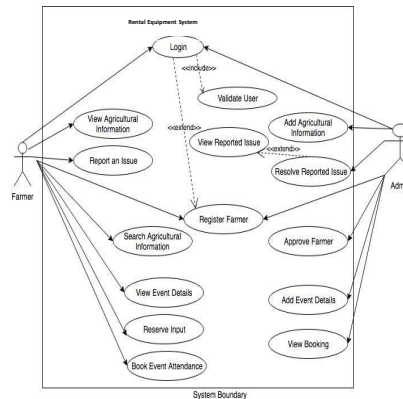 Rental Equipment System
Login
<<include>>
Validate User
View Agricultural
Information
Add Agricultural
Information
<<extend>>
View Reported Issue
<<extend>>
Report an Issue
Resolve Reported Issue
Farmer
Adm
Register Farmer
Search Agricultural
Information
Approve Farmer
View Event Details
Add Event Details
Reserve Input
View Booking
Book Event Attendance
System Boundary